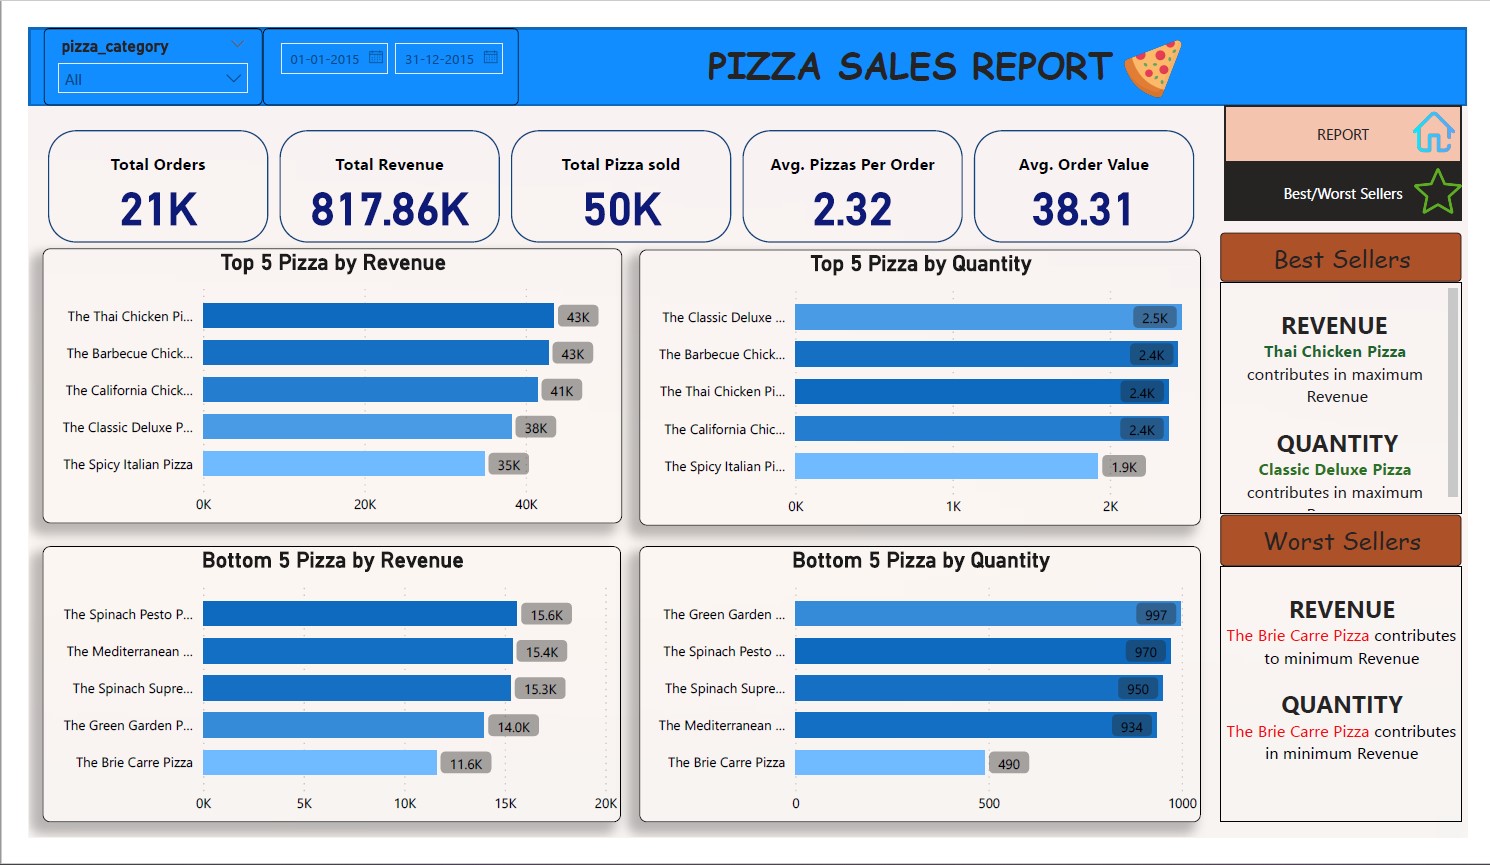 pizza_category
All
01-01-2015
31-12-2015
PIZZA SALES REPORT
REPORT
Best/Worst Sellers
Total Orders
21K
Total Revenue
817.86K
Total Pizza sold
50K
Avg. Pizzas Per Order
2.32
Avg. Order Value
38.31
Top 5 Pizza by Revenue
The Thai Chicken Pi...
43K
The Barbecue Chick...
43K
The California Chick...
41K
The Classic Deluxe P...
38K
The Spicy Italian Pizza
35K
0K
20K
40K
Top 5 Pizza by Quantity
The Classic Deluxe ...
2.5K
The Barbecue Chick...
2.4K
The Thai Chicken Pi...
2.4K
The California Chic...
2.4K
The Spicy Italian Pi...
1.9K
0K
1K
2K
Best Sellers
REVENUE
Thai Chicken Pizza
contributes in maximum
Revenue
QUANTITY
Classic Deluxe Pizza
contributes in maximum
Bottom 5 Pizza by Revenue
The Spinach Pesto P...
15.6K
The Mediterranean ...
15.4K
The Spinach Supre...
15.3K
The Green Garden P...
14.0K
The Brie Carre Pizza
11.6K
0K
5K
10K
15K
20K
Bottom 5 Pizza by Quantity
The Green Garden ...
997
The Spinach Pesto ...
970
The Spinach Supre...
950
The Mediterranean ...
934
The Brie Carre Pizza
490
0
500
1000
Worst Sellers
REVENUE
The Brie Carre Pizza contributes
to minimum Revenue
QUANTITY
The Brie Carre Pizza contributes
in minimum Revenue